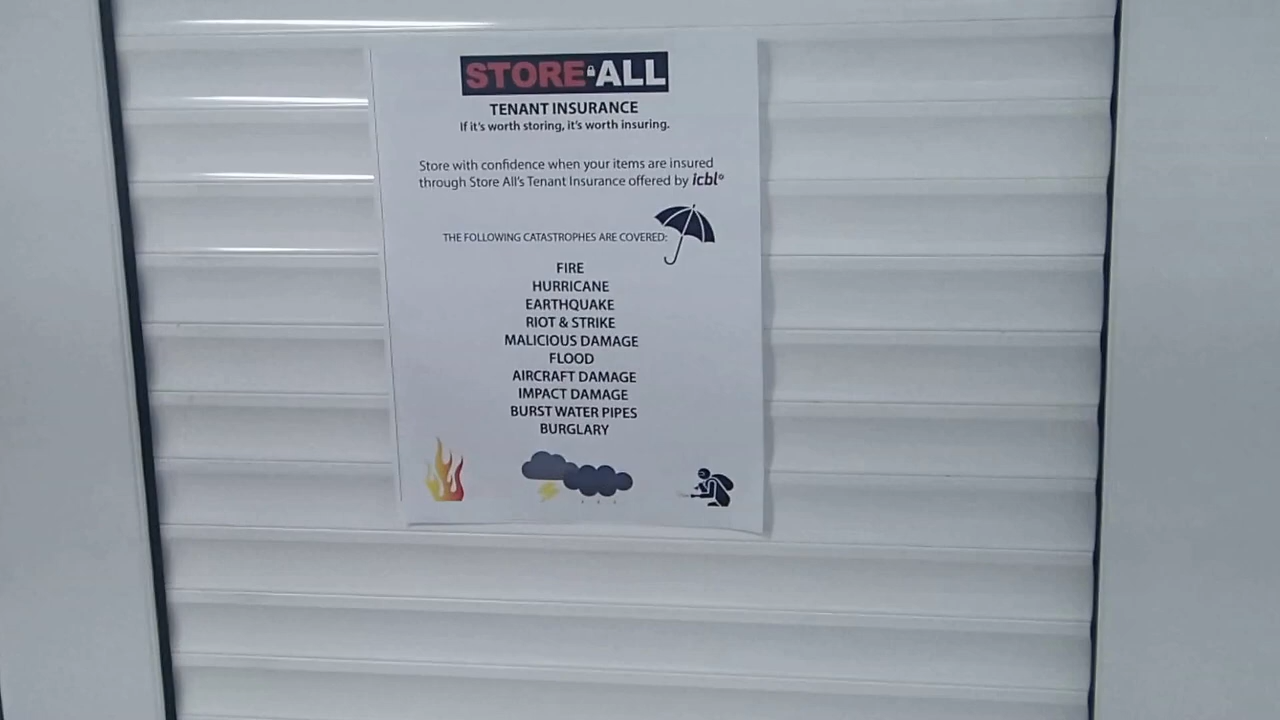 STORE ALL
TENANT INSURANCE
If it's worth storing, it's worth insuring.
Store with confidence when your items are insured
through Store All's Tenant Insurance offered by icbl
THE FOLLOWING CATASTROPHES ARE COVERED:
FIRE
HURRICANE
EARTHQUAKE
RIOT & STRIKE
MALICIOUS DAMAGE
FLOOD
AIRCRAFT DAMAGE
IMPACT DAMAGE
BURST WATER PIPES
BURGLARY